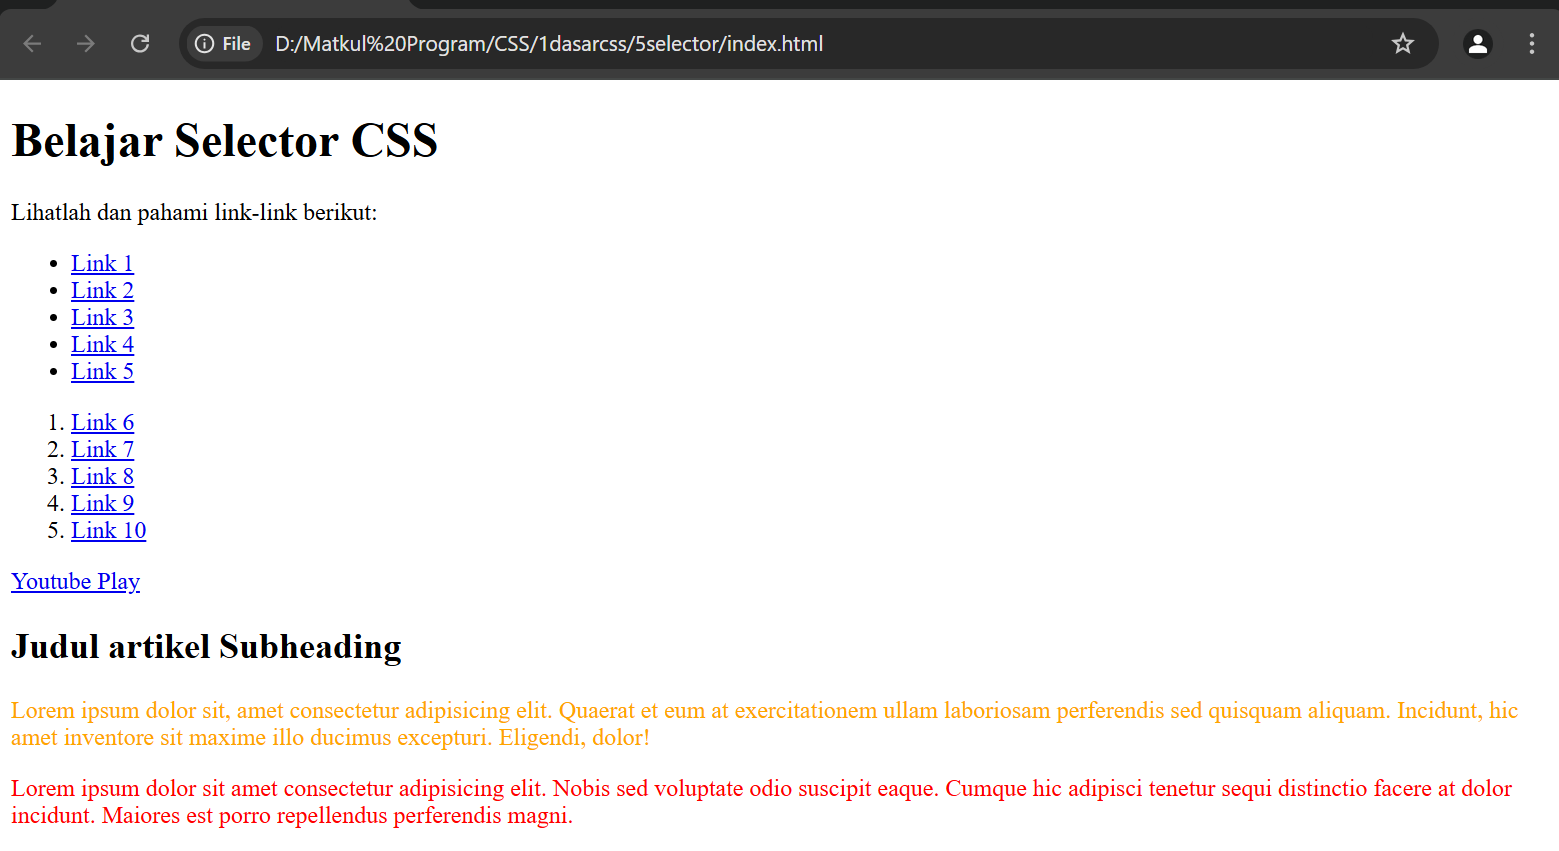 File D:/Matkul%20Program/CSS/1dasarcss/5selector/index.html
Belajar Selector CSS
Lihatlah dan pahami link-link berikut:
• Link 1
• Link 2
• Link 3
• Link 4
• Link 5
1. Link 6
2. Link 7
3. Link 8
4. Link 9
5. Link 10
Youtube Play
Judul artikel Subheading
Lorem ipsum dolor sit, amet consectetur adipisicing elit. Quaerat et eum at exercitationem ullam laboriosam perferendis sed quisquam aliquam. Incidunt, hic
amet inventore sit maxime illo ducimus excepturi. Eligendi, dolor!
Lorem ipsum dolor sit amet consectetur adipisicing elit. Nobis sed voluptate odio suscipit eaque. Cumque hic adipisci tenetur sequi distinctio facere at dolor
incidunt. Maiores est porro repellendus perferendis magni.